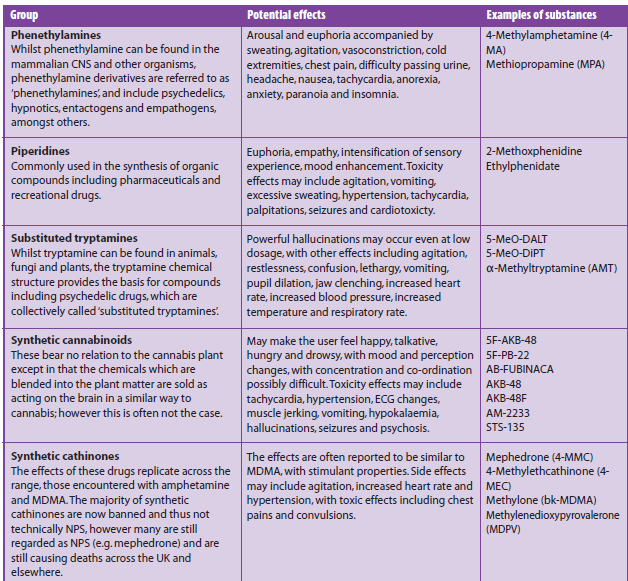 Group
Potential effects
Examples of substances
Phenethylamines
Whilst phenethylamine can be found in the
mammalian CNS and other organisms,
phenethylamine derivatives are referred to as
‘phenethylamines’, and include psychedelics,
hypnotics, entactogens and empathogens,
amongst others.
Arousal and euphoria accompanied by
sweating, agitation, vasoconstriction, cold
extremities, chest pain, difficulty passing urine,
headache, nausea, tachycardia, anorexia,
anxiety, paranoia and insomnia.
4-Methylamphetamine (4-
MA)
Methiopropamine (MPA)
Piperidines
Commonly used in the synthesis of organic
compounds including pharmaceuticals and
recreational drugs.
Euphoria, empathy, intensification of sensory
experience, mood enhancement. Toxicity
effects may include agitation, vomiting,
excessive sweating, hypertension, tachycardia,
palpitations, seizures and cardiotoxicty.
2-Methoxphenidine
Ethylphenidate
Substituted tryptamines
Whilst tryptamine can be found in animals,
fungi and plants, the tryptamine chemical
structure provides the basis for compounds
including psychedelic drugs, which are
collectively called ‘substituted tryptamines’.
Powerful hallucinations may occur even at low
dosage, with other effects including agitation,
restlessness, confusion, lethargy, vomiting,
pupil dilation, jaw clenching, increased heart
rate, increased blood pressure, increased
temperature and respiratory rate.
5-MeO-DALT
5-MeO-DiPT
α-Methyltryptamine (AMT)
Synthetic cannabinoids
These bear no relation to the cannabis plant
except in that the chemicals which are
blended into the plant matter are sold as
acting on the brain in a similar way to
cannabis; however this is often not the case.
May make the user feel happy, talkative,
hungry and drowsy, with mood and perception
changes, with concentration and co-ordination
possibly difficult. Toxicity effects may include
tachycardia, hypertension, ECG changes,
muscle jerking, vomiting, hypokalaemia,
hallucinations, seizures and psychosis.
5F-AKB-48
5F-PB-22
AB-FUBINACA
AKB-48
AKB-48F
AM-2233
STS-135
Synthetic cathinones
The effects of these drugs replicate across the
range, those encountered with amphetamine
and MDMA. The majority of synthetic
cathinones are now banned and thus not
technically NPS, however many are still
regarded as NPS (e.g. mephedrone) and are
still causing deaths across the UK and
elsewhere.
The effects are often reported to be similar to
MDMA, with stimulant properties. Side effects
may include agitation, increased heart rate and
hypertension, with toxic effects including chest
pains and convulsions.
Mephedrone (4-MMC)
4-Methylethcathinone (4-
MEC)
Methylone (bk-MDMA)
Methylenedioxypyrovalerone
(MDPV)